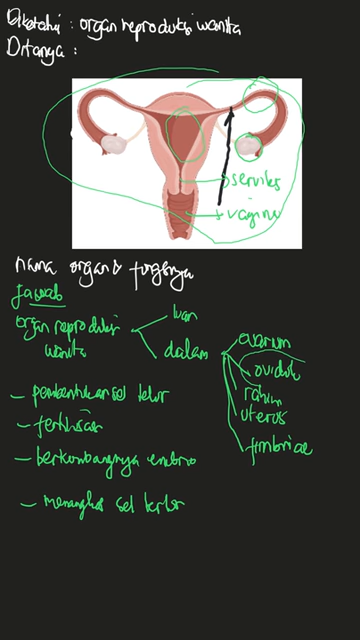 Diketahui : organ reproduksi wanita
Ditanya :
serviks
vagina
nama organ & fungsinya
Jawab
organ reproduksi wanita
luar
dalam
ovarium
oviduk
rahim
uterus
fimbriae
- pembentukan sel telur
- fertilisasi
- berkembangnya embrio
- menangkap sel telur